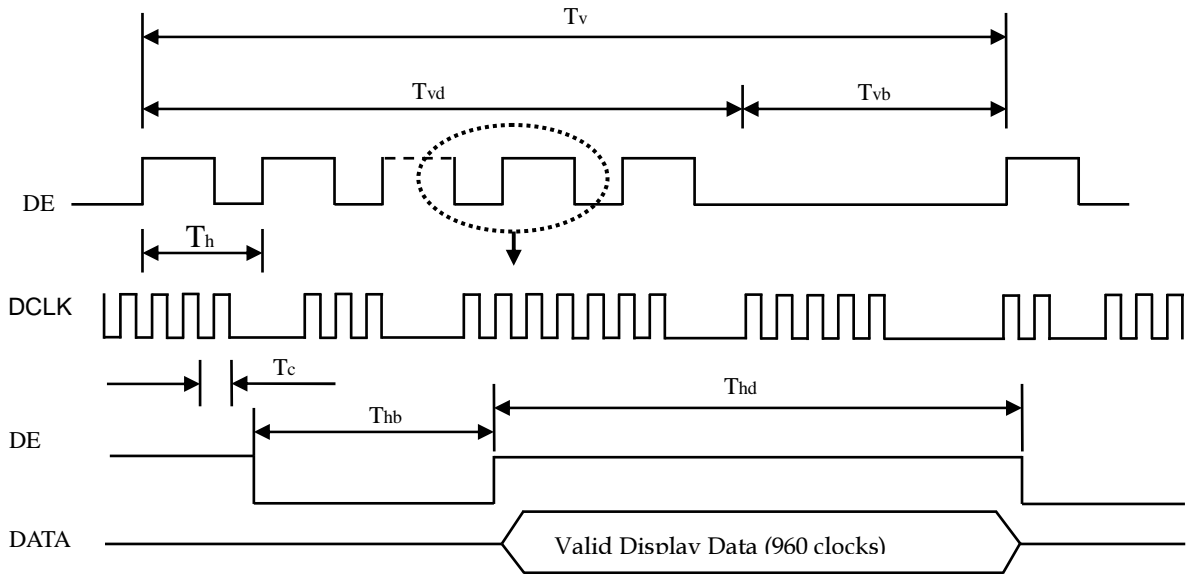 Tv
Tvd
Tvb
DE
Th
DCLK
Tc
Thd
Thb
DE
DATA
Valid Display Data (960 clocks)